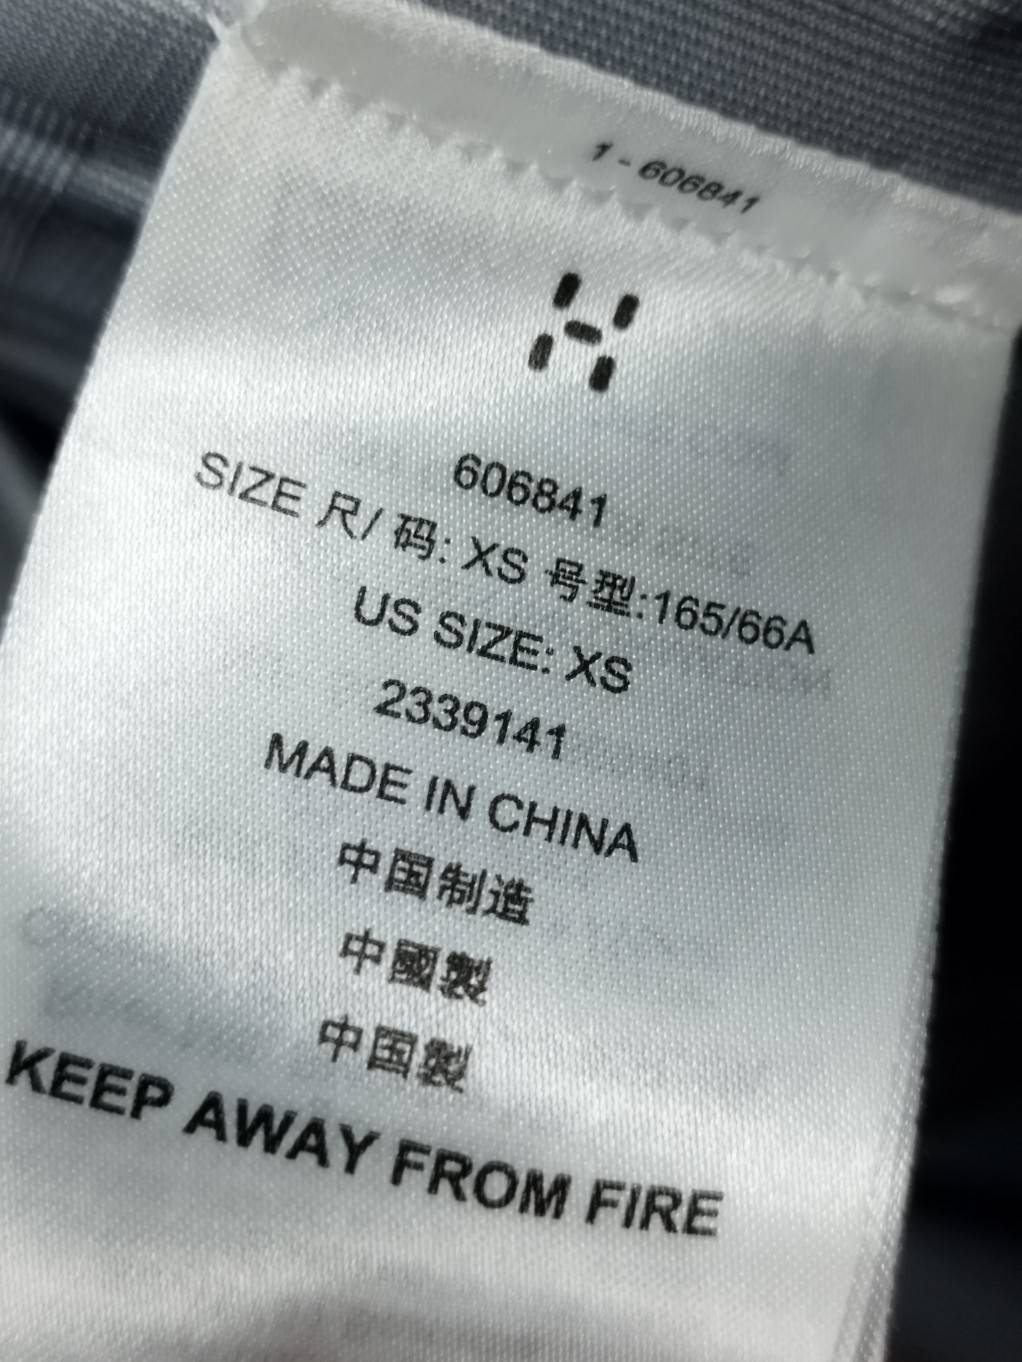 1 - 606841
606841
SIZE 尺/ 码: XS 号型:165/66A
US SIZE: XS
2339141
MADE IN CHINA
中国制造
中國製
中国製
KEEP AWAY FROM FIRE